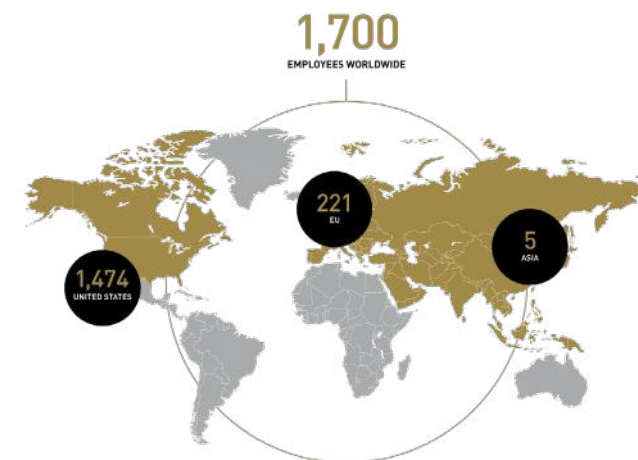 1,700
EMPLOYEES WORLDWIDE
221
EU
5
ASIA
1,474
UNITED STATES